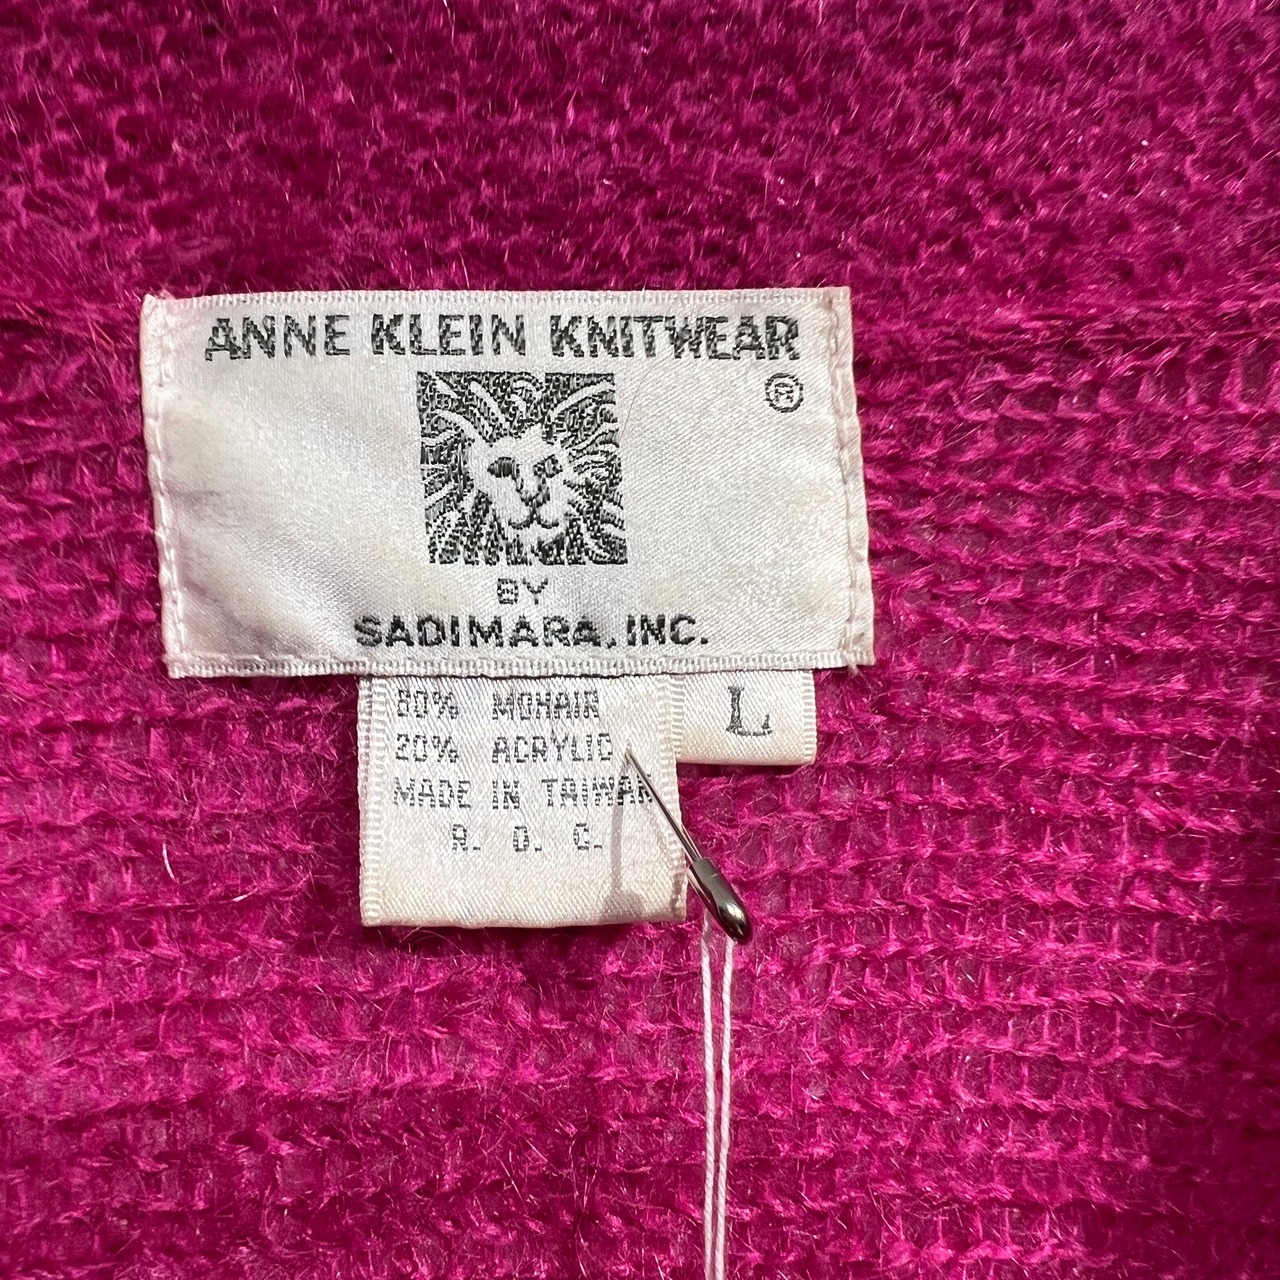 ANNE KLEIN KNITWEAR
®
BY
SADIMARA, INC.
80% MOHAIR
L
20% ACRYLIC
MADE IN TAIWAN
R. O. C.